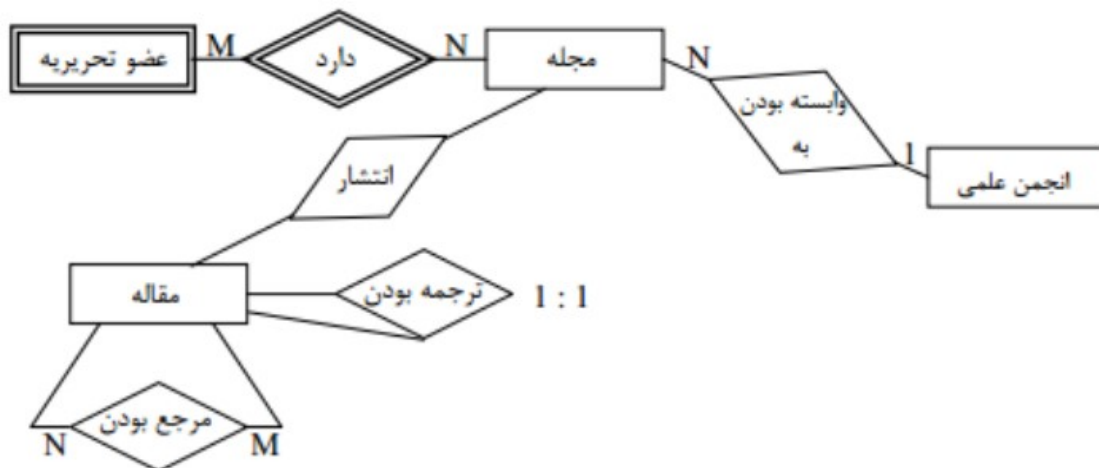 عضو تحریریه
M
دارد
N
مجله
N
وابسته بودن
به
1
انجمن علمی
انتشار
مقاله
ترجمه بودن
1 : 1
N
مرجع بودن
M